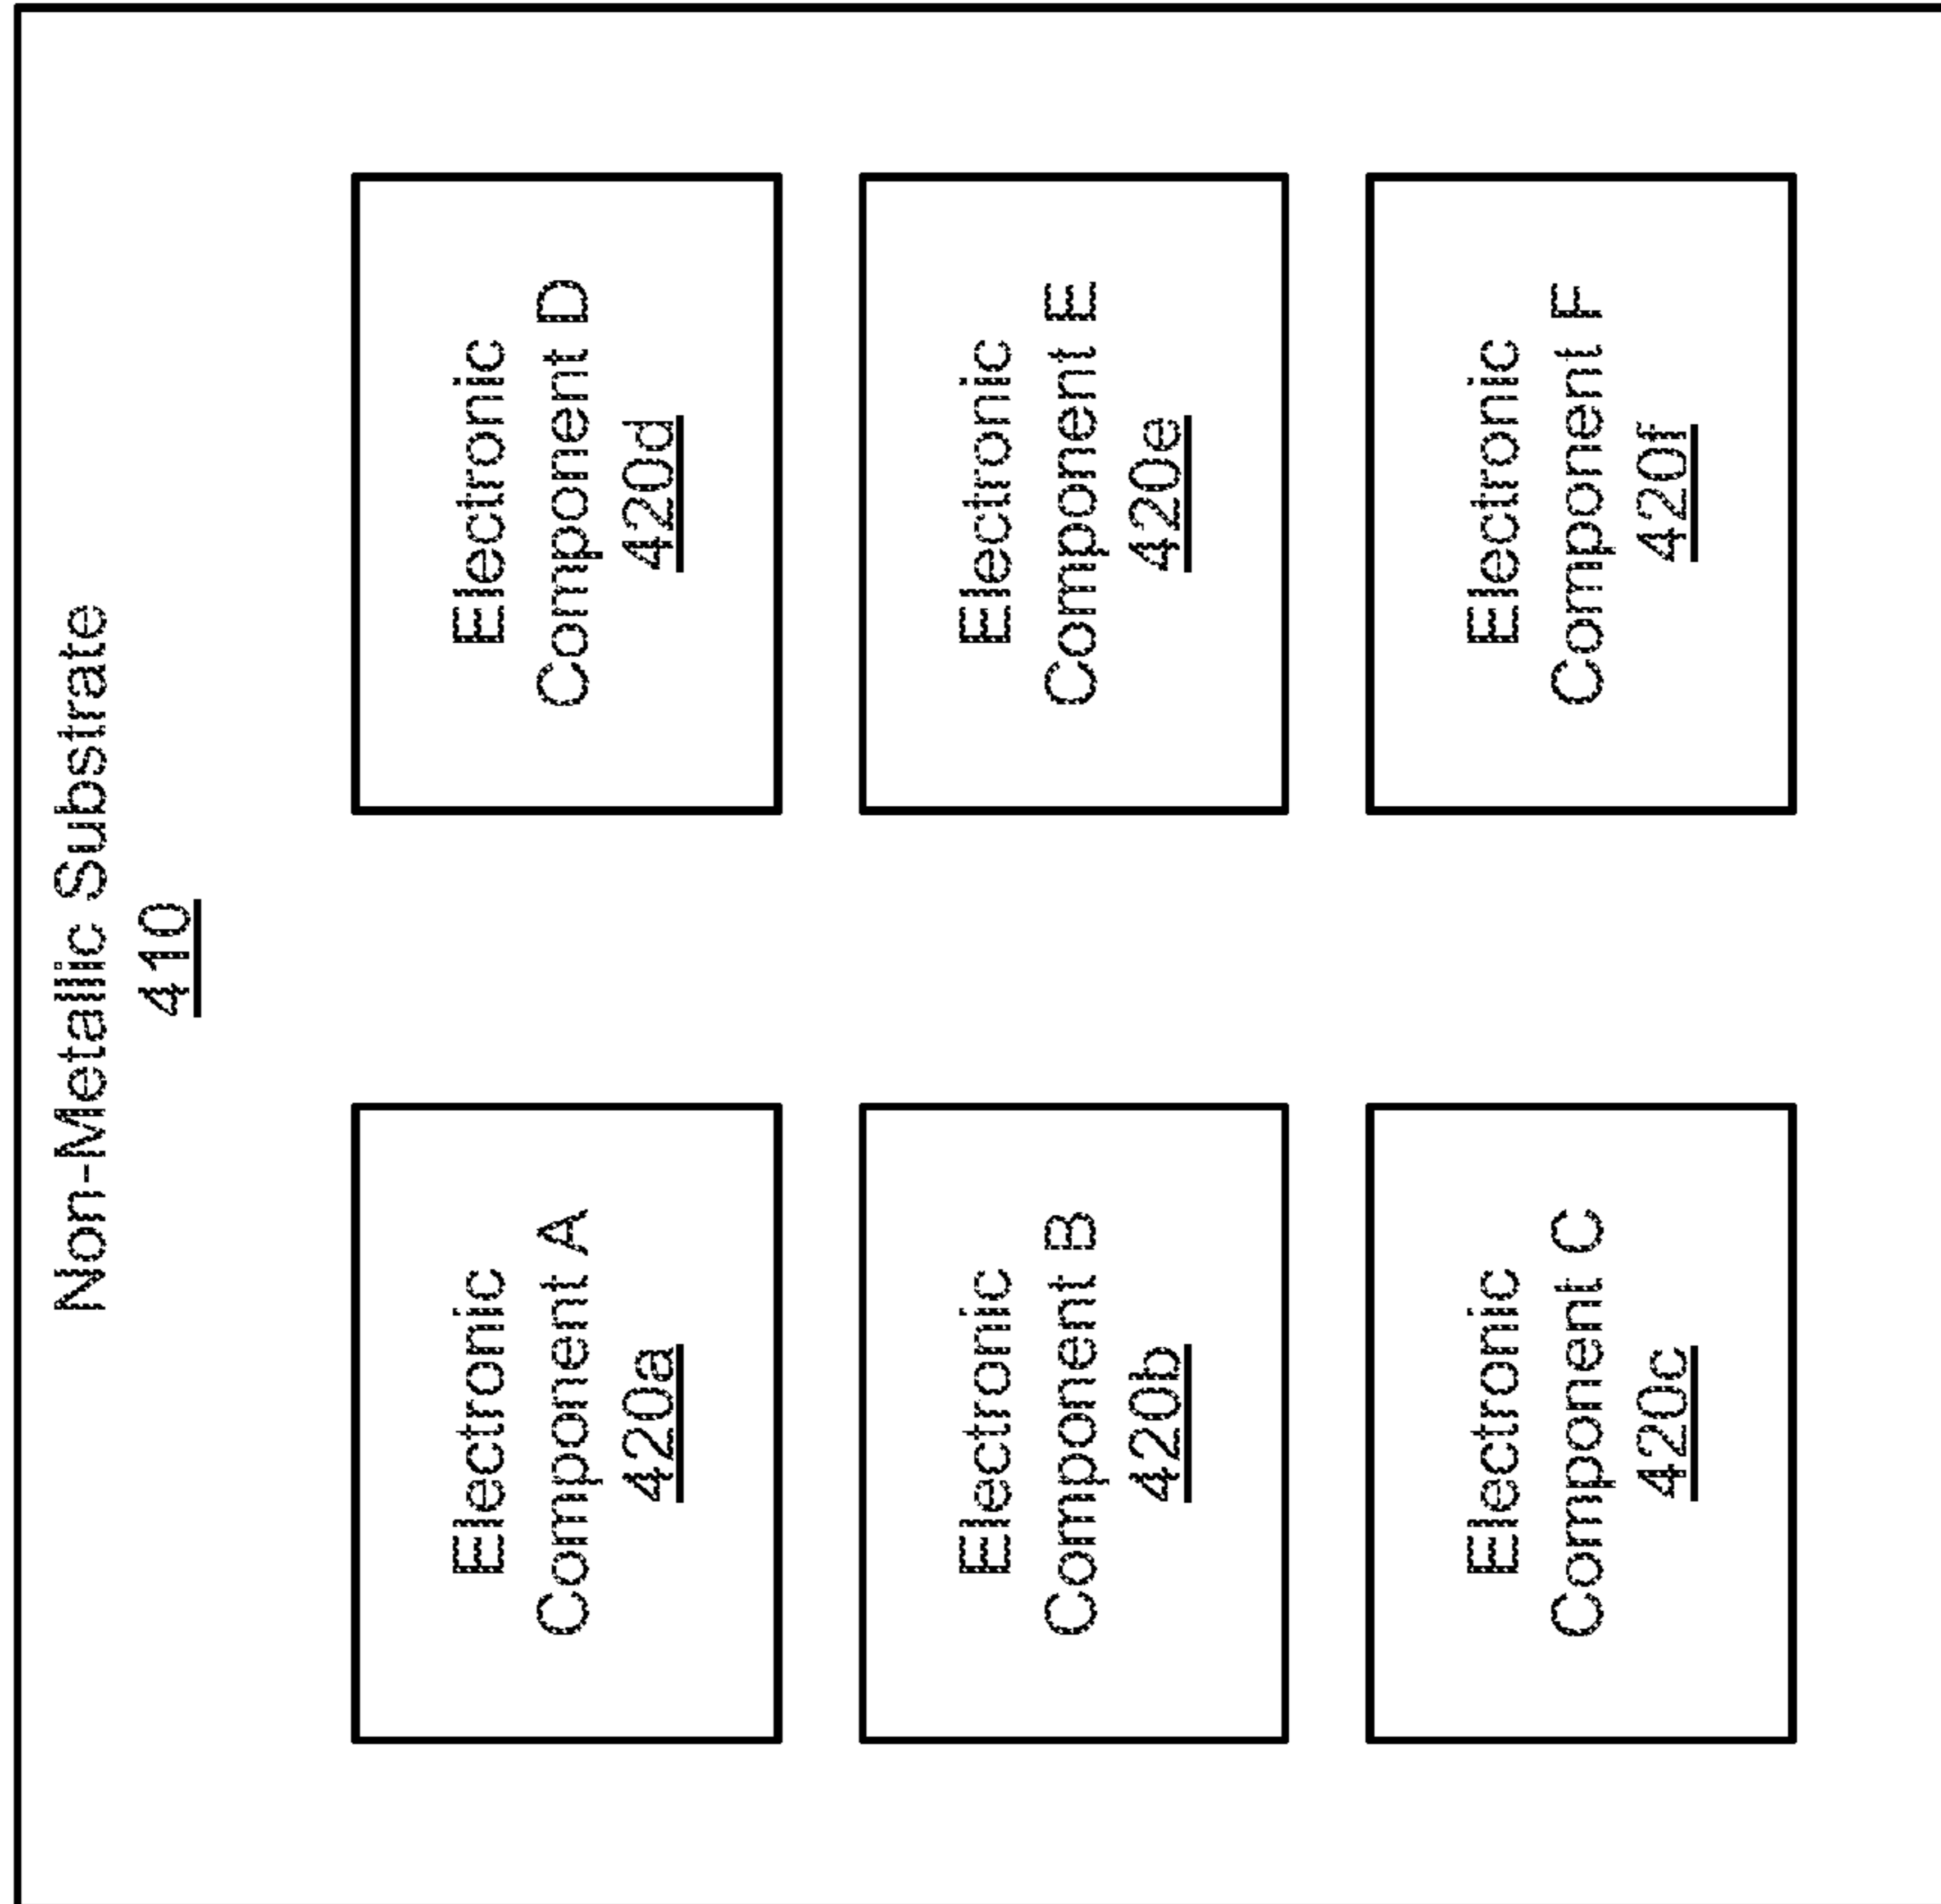 Non-Metallic Substrate
410
Electronic
Component A
420a
Electronic
Component D
420d
Electronic
Component B
420b
Electronic
Component E
420e
Electronic
Component C
420c
Electronic
Component F
420f